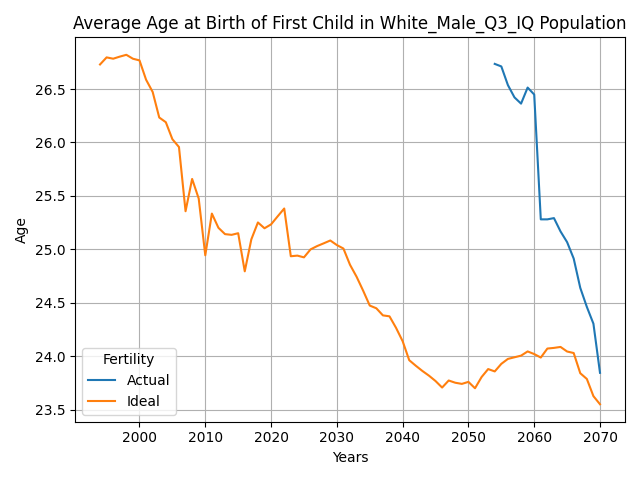 Average Age at Birth of First Child in White_Male_Q3_IQ Population
Age
26.5
26.0
25.5
25.0
24.5
24.0
23.5
Fertility
Actual
Ideal
2000 2010 2020 2030 2040 2050 2060 2070
Years